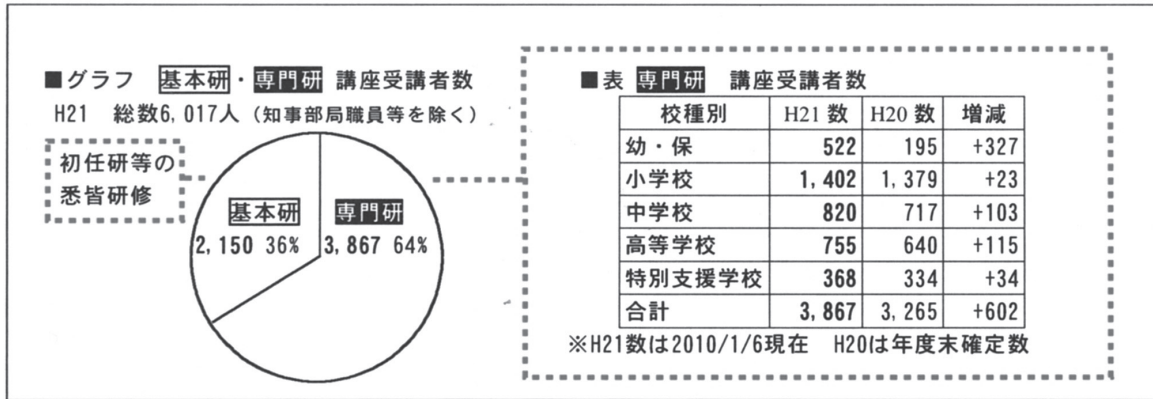 ■グラフ 基本研・専門研 講座受講者数
H21 総数6,017人（知事部局職員等を除く）
初任研等の
悉皆研修
基本研
2,150 36%
専門研
3,867 64%
■表 専門研 講座受講者数
校種別 H21数 H20数 増減
幼・保 522 195 +327
小学校 1,402 1,379 +23
中学校 820 717 +103
高等学校 755 640 +115
特別支援学校 368 334 +34
合計 3,867 3,265 +602
※H21数は2010/1/6現在 H20は年度末確定数